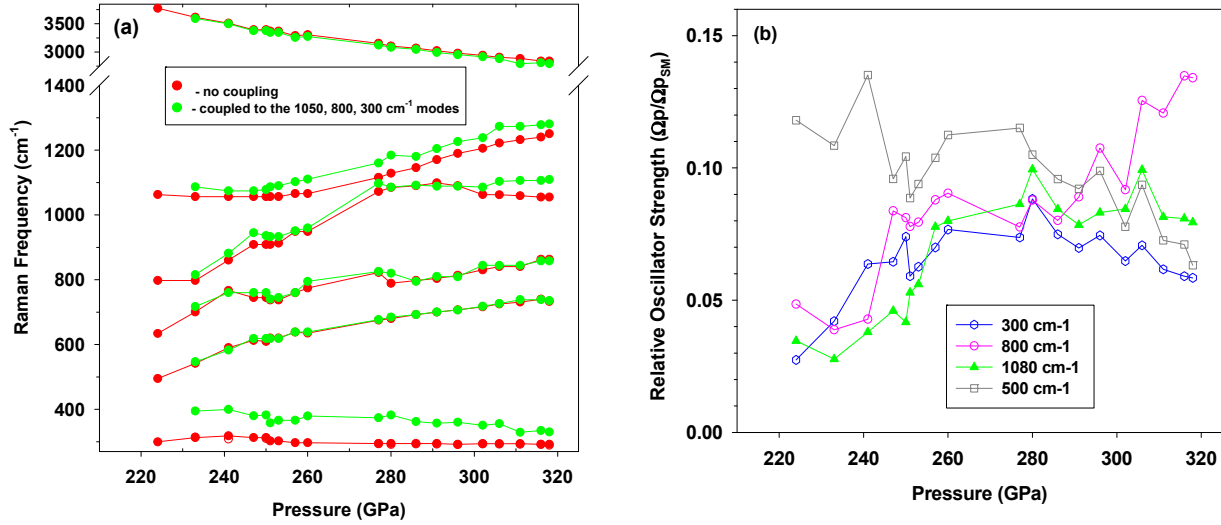 (a)
3500
3000
1400
1200
1000
800
600
400
Raman Frequency (cm-1)
- no coupling
- coupled to the 1050, 800, 300 cm-1 modes
220 240 260 280 300 320
Pressure (GPa)
(b)
0.15
0.10
0.05
0.00
Relative Oscillator Strength (Ωp/ΩpSM)
300 cm-1
800 cm-1
1080 cm-1
500 cm-1
220 240 260 280 300 320
Pressure (GPa)